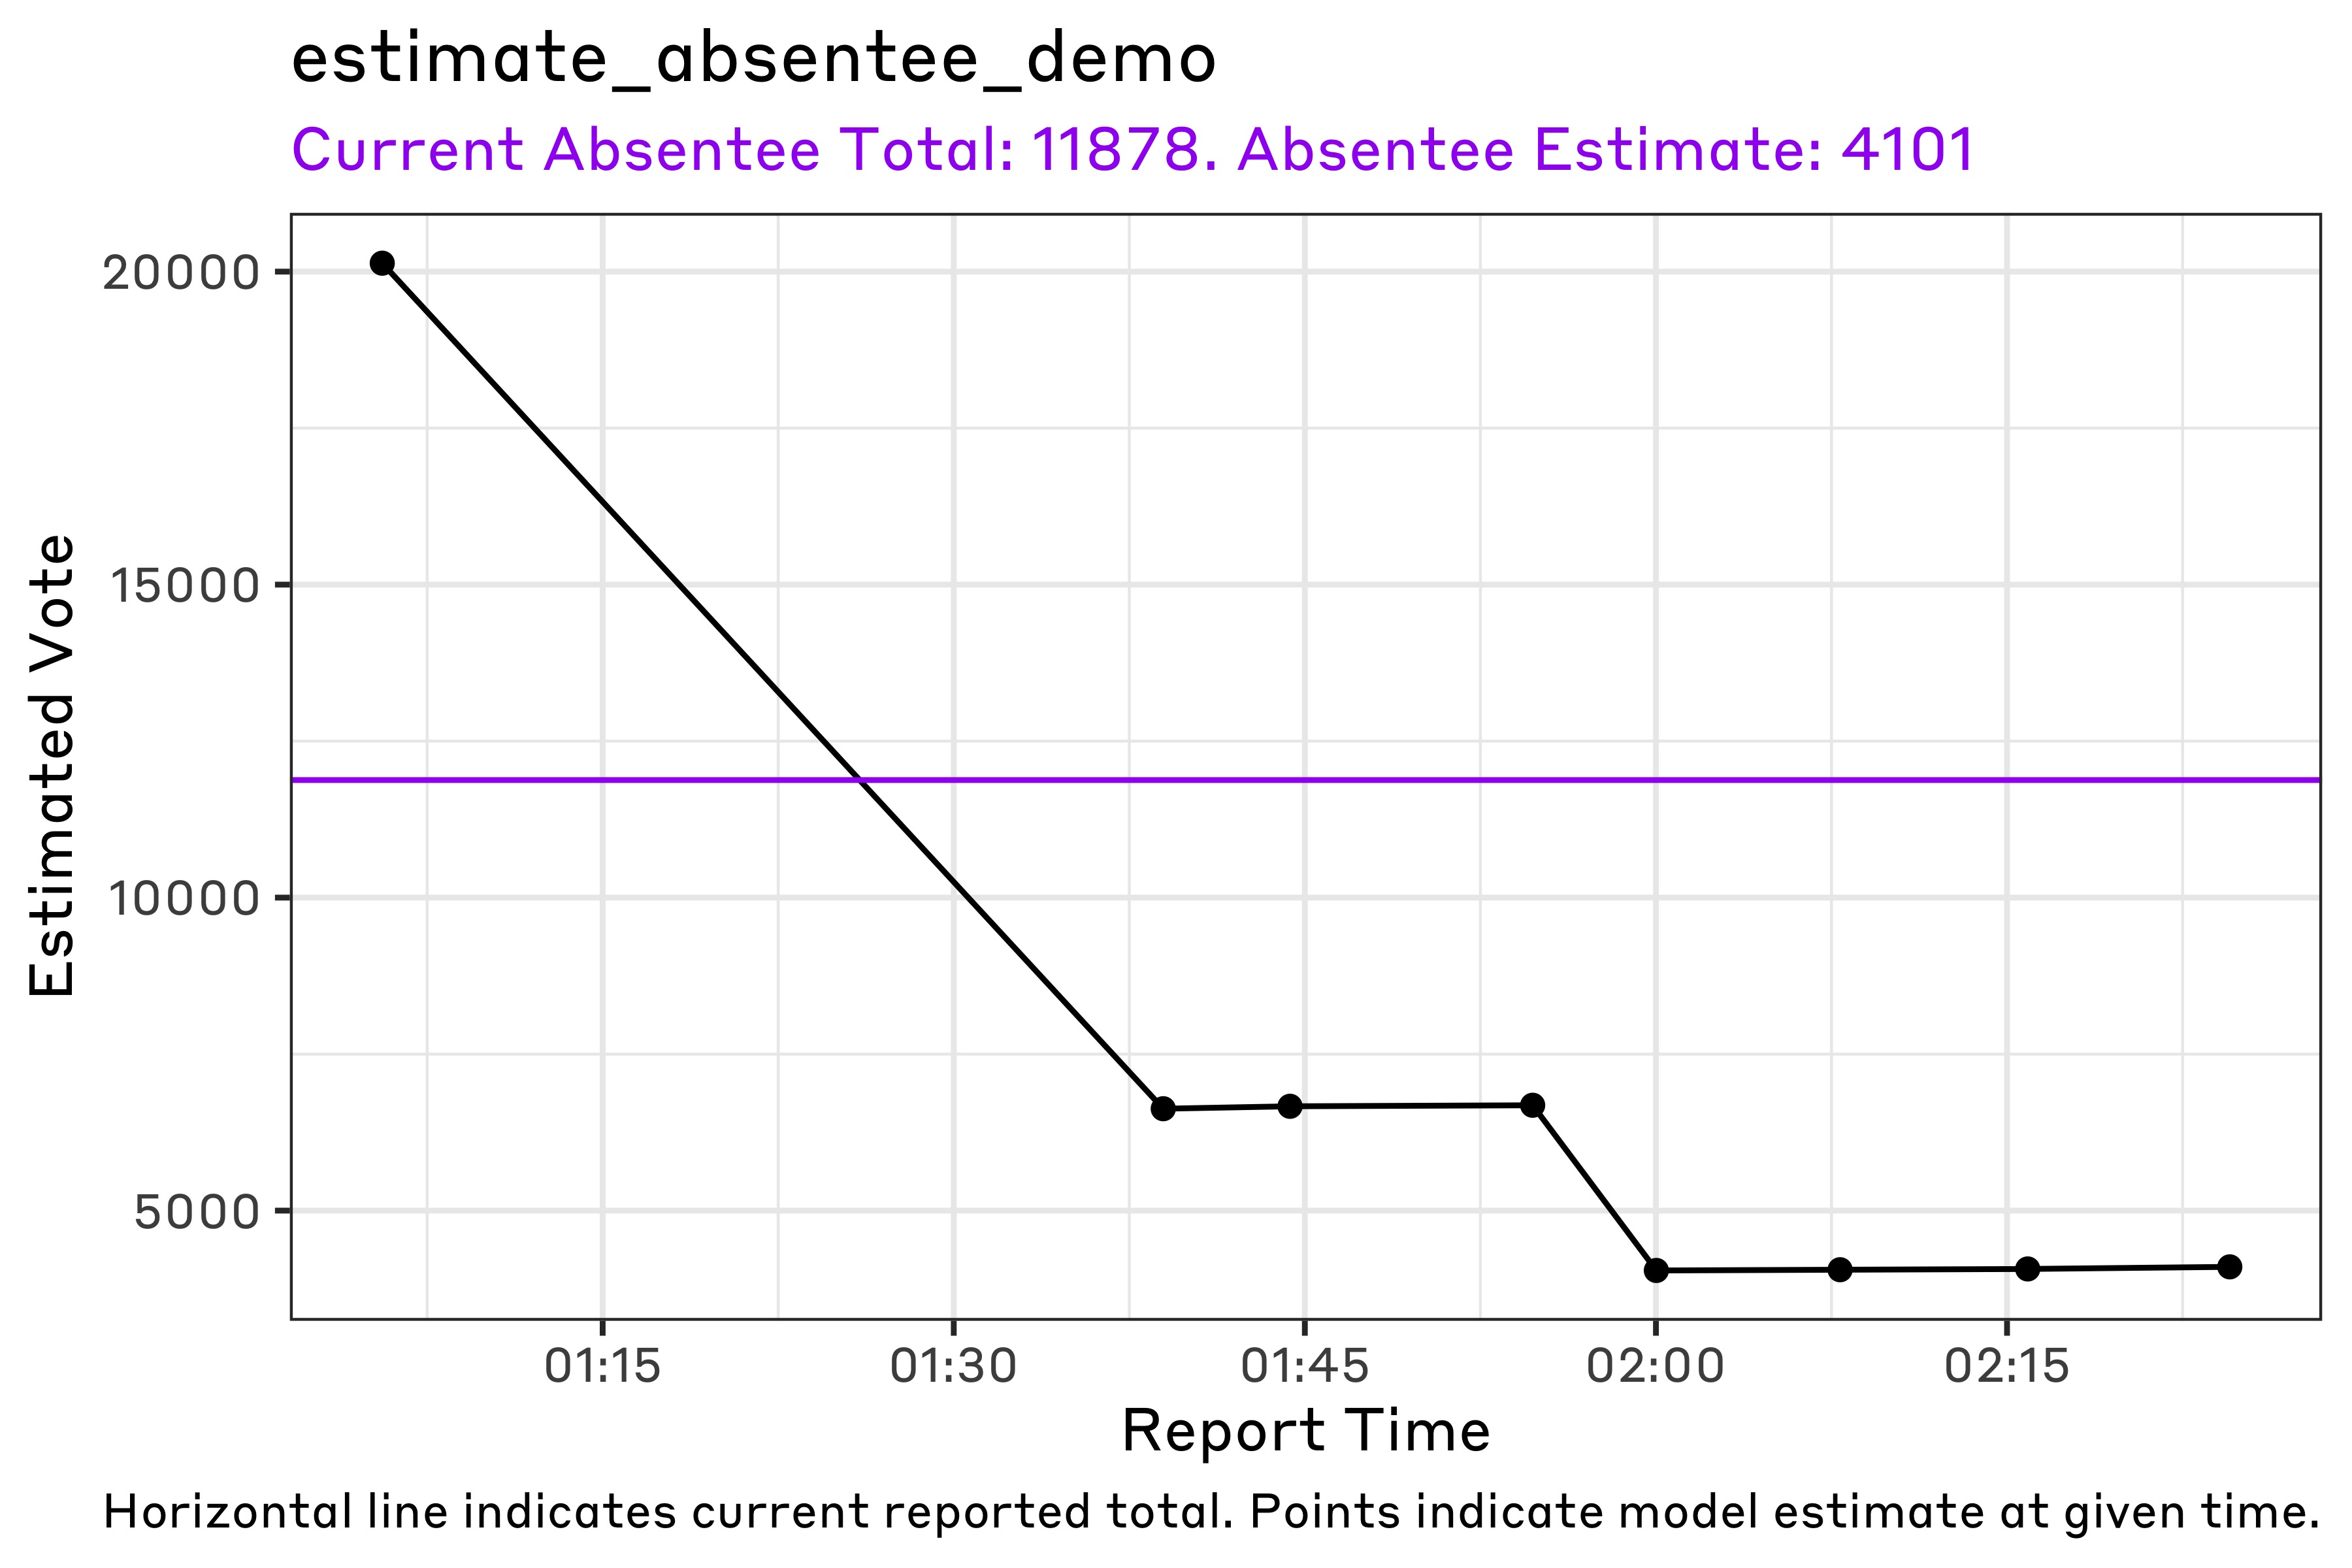 estimate_absentee_demo
Current Absentee Total: 11878. Absentee Estimate: 4101
Estimated Vote
20000
15000
10000
5000
01:15 01:30 01:45 02:00 02:15
Report Time
Horizontal line indicates current reported total. Points indicate model estimate at given time.